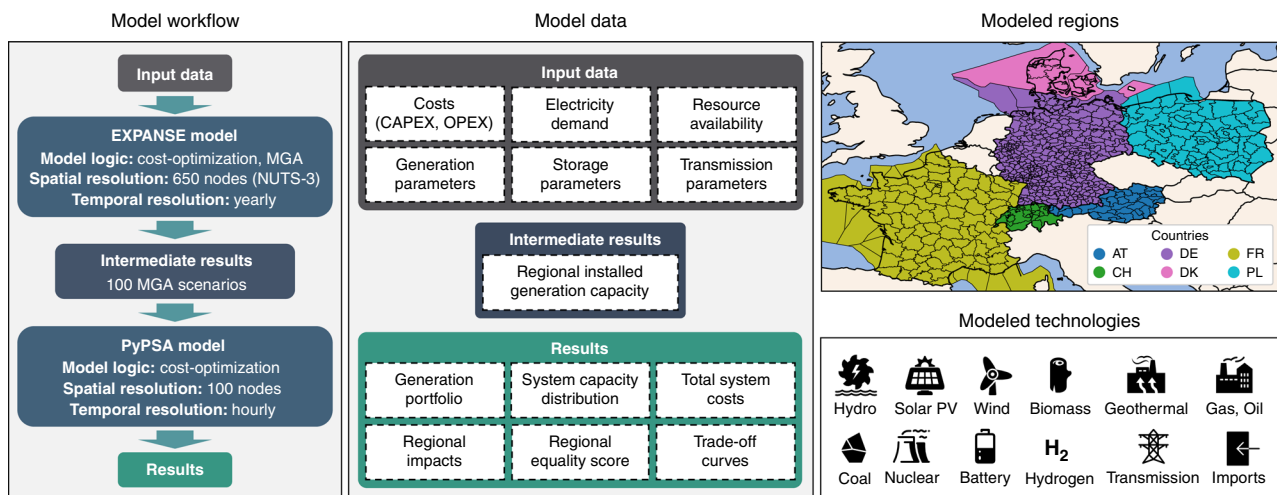 Model workflow
Input data
EXPANSE model
Model logic: cost-optimization, MGA
Spatial resolution: 650 nodes (NUTS-3)
Temporal resolution: yearly
Intermediate results
100 MGA scenarios
PyPSA model
Model logic: cost-optimization
Spatial resolution: 100 nodes
Temporal resolution: hourly
Results
Model data
Input data
Costs
(CAPEX, OPEX)
Electricity
demand
Resource
availability
Generation
parameters
Storage
parameters
Transmission
parameters
Intermediate results
Regional installed
generation capacity
Results
Generation
portfolio
System capacity
distribution
Total system
costs
Regional
impacts
Regional
equality score
Trade-off
curves
Modeled regions
Countries
AT DE FR
CH DK PL
Modeled technologies
Hydro Solar PV Wind Biomass Geothermal Gas, Oil
H2
Coal Nuclear Battery Hydrogen Transmission Imports